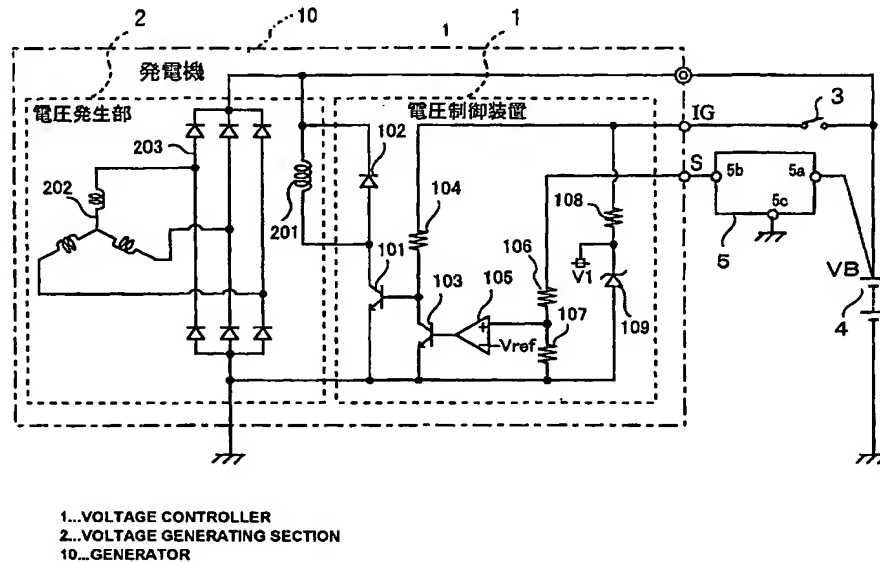 2
10
1
1
発電機
電圧発生部
電圧制御装置
IG
3
203
102
S
5b
5a
5c
202
104
108
201
5
106
V1
VB
101
103
105
107
4
109
+
−Vref
1...VOLTAGE CONTROLLER
2...VOLTAGE GENERATING SECTION
10...GENERATOR